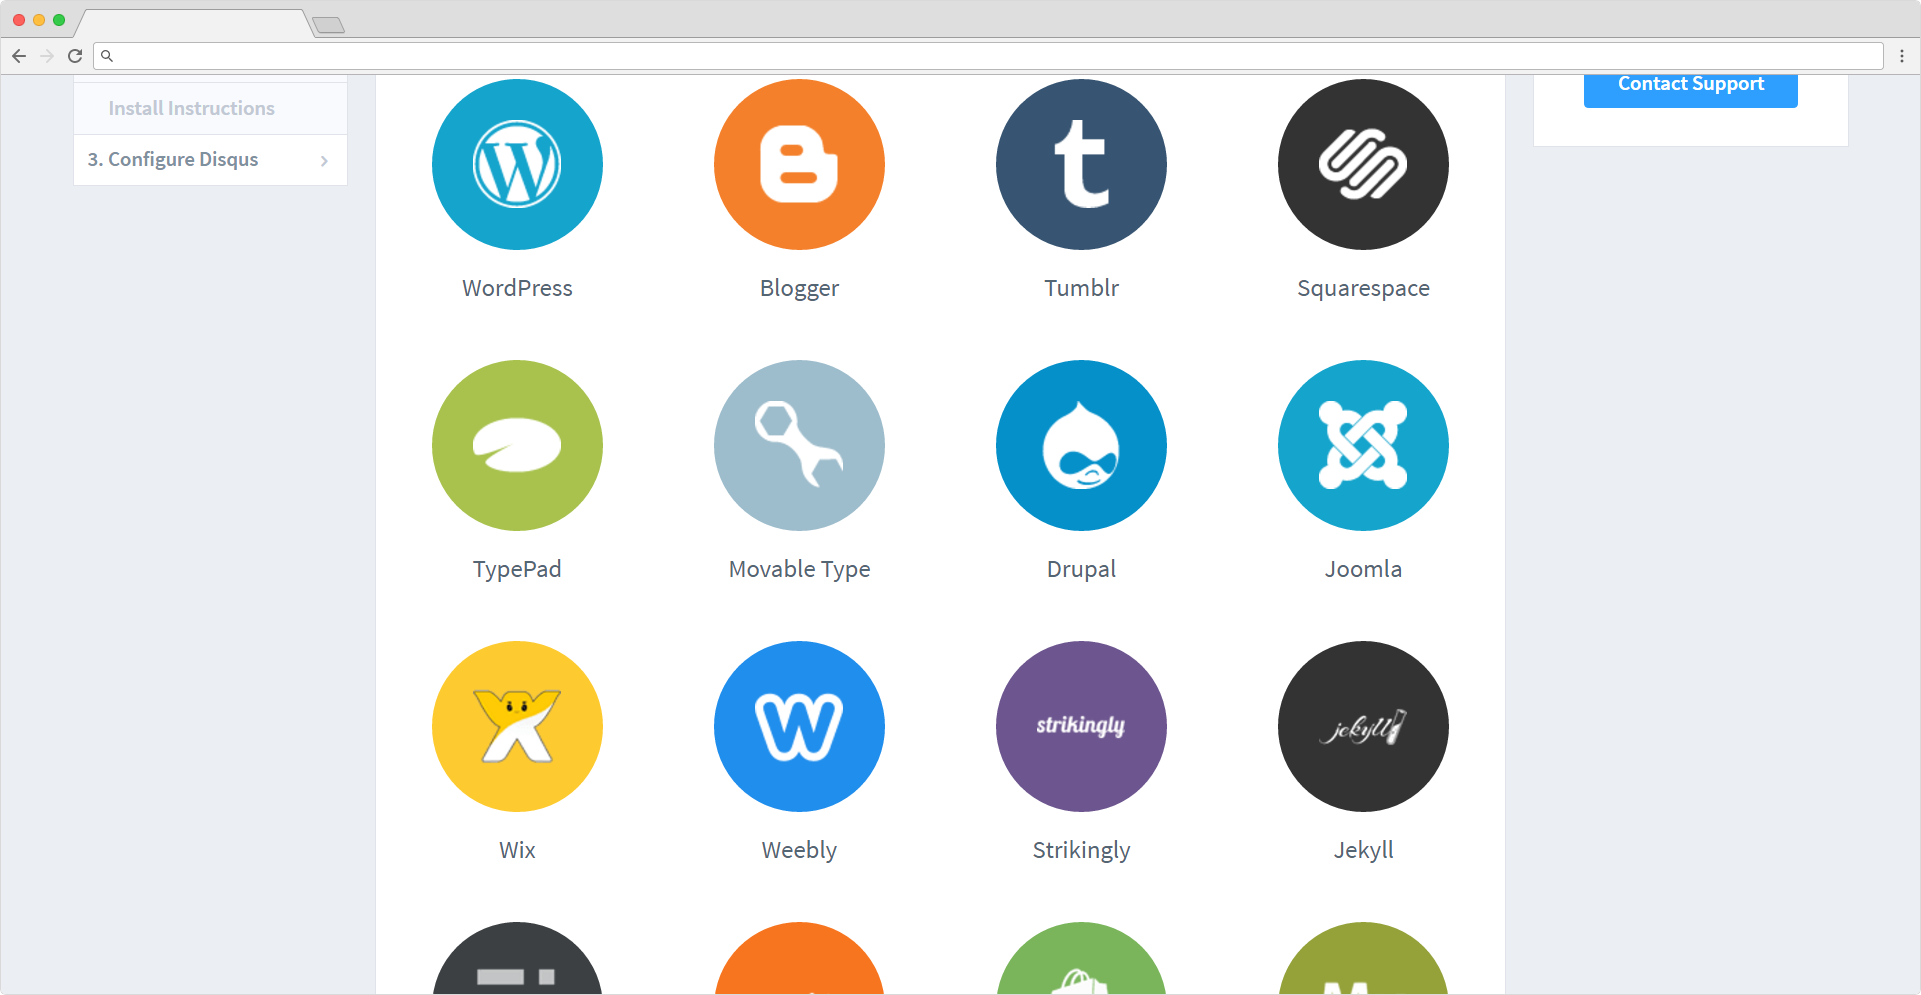 Install Instructions
3. Configure Disqus
Contact Support
WordPress
Blogger
Tumblr
Squarespace
TypePad
Movable Type
Drupal
Joomla
strikingly
jekyll
Wix
Weebly
Strikingly
Jekyll